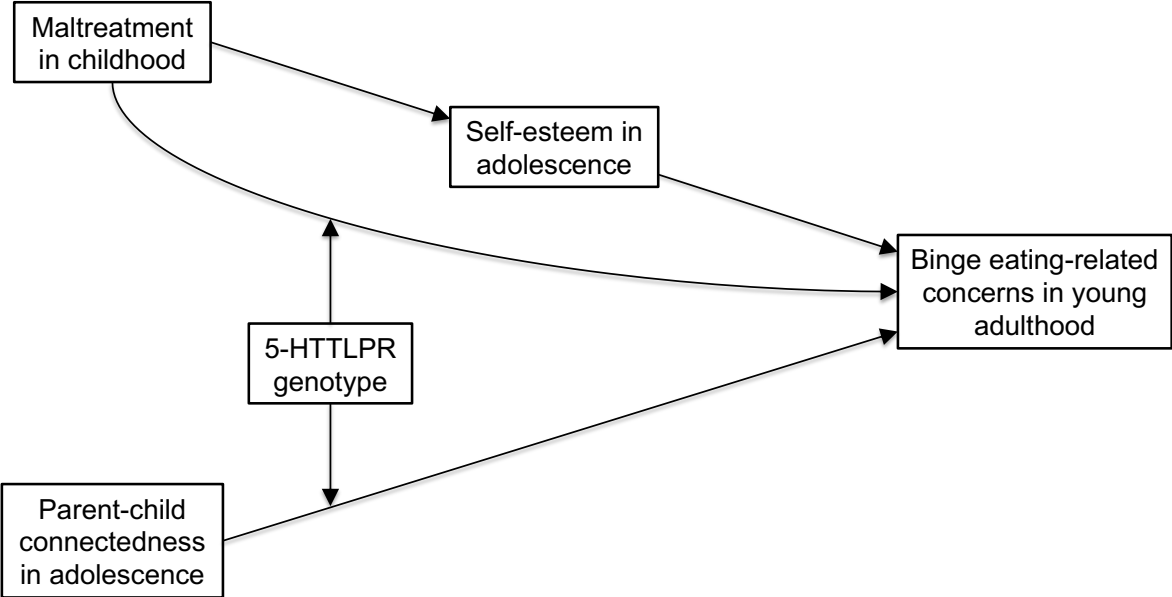 Maltreatment
in childhood
Self-esteem in
adolescence
Binge eating-related
concerns in young
adulthood
5-HTTLPR
genotype
Parent-child
connectedness
in adolescence